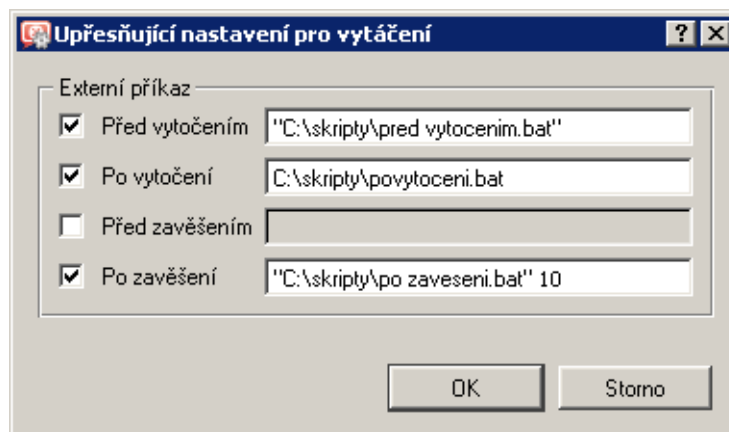 Upřesňující nastavení pro vytáčení
Externí příkaz
Před vytočením "C:\skripty\pred vytocenim.bat"
Po vytočení C:\skripty\povytoceni.bat
Před zavěšením
Po zavěšení "C:\skripty\po zaveseni.bat" 10
OK Storno